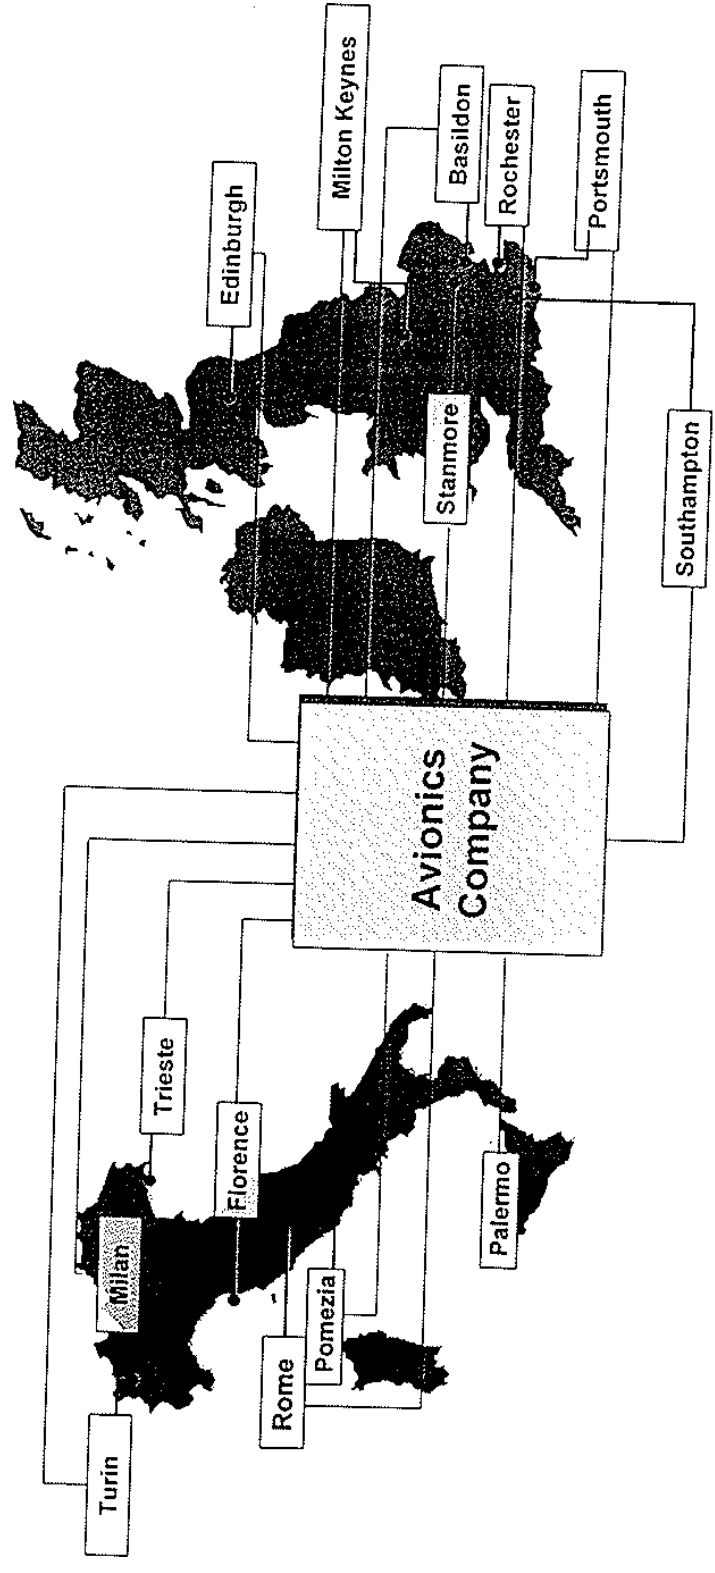 Turin
Milan
Trieste
Florence
Rome
Pomezia
Palermo
Avionics
Company
Edinburgh
Milton Keynes
Basildon
Rochester
Portsmouth
Stanmore
Southampton